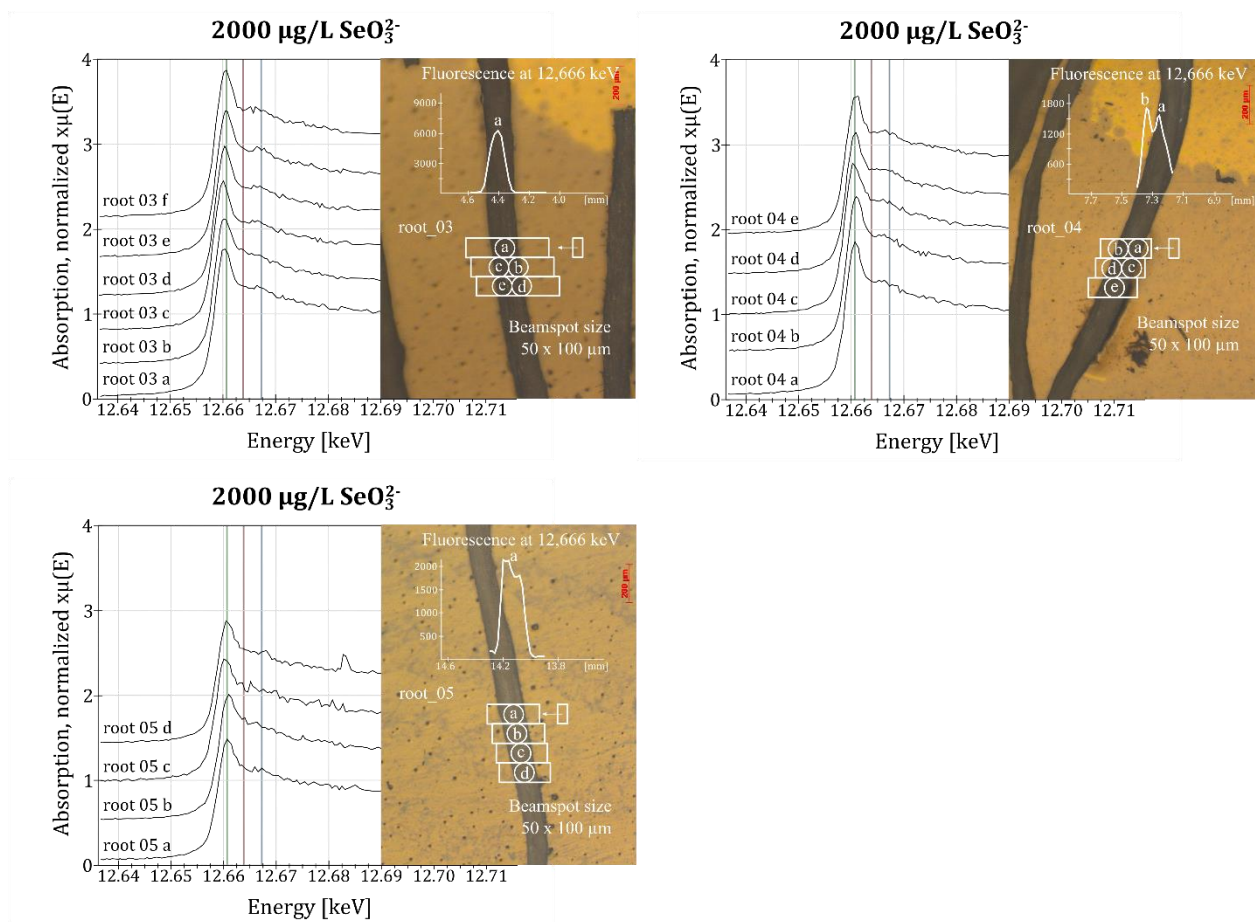 2000 µg/L SeO₃²⁻
Absorption, normalized xµ(E)
4
3
2
1
0
root 03 f
root 03 e
root 03 d
root 03 c
root 03 b
root 03 a
12.64 12.65 12.66 12.67 12.68 12.69 12.70 12.71
Energy [keV]
Fluorescence at 12,666 keV
200 µm
9000
6000
3000
a
4.6 4.4 4.2 4.0 [mm]
root_03
a
c b
c d
Beamspot size
50 x 100 µm
2000 µg/L SeO₃²⁻
Absorption, normalized xµ(E)
4
3
2
1
0
root 04 e
root 04 d
root 04 c
root 04 b
root 04 a
12.64 12.65 12.66 12.67 12.68 12.69 12.70 12.71
Energy [keV]
Fluorescence at 12,666 keV
200 µm
1800
1200
600
b a
7.7 7.5 7.3 7.1 6.9 [mm]
root_04
b a
d c
e
Beamspot size
50 x 100 µm
2000 µg/L SeO₃²⁻
Absorption, normalized xµ(E)
4
3
2
1
0
root 05 d
root 05 c
root 05 b
root 05 a
12.64 12.65 12.66 12.67 12.68 12.69 12.70 12.71
Energy [keV]
Fluorescence at 12,666 keV
200 µm
2000
1500
1000
500
a
14.6 14.2 13.8 [mm]
root_05
a
b
c
d
Beamspot size
50 x 100 µm